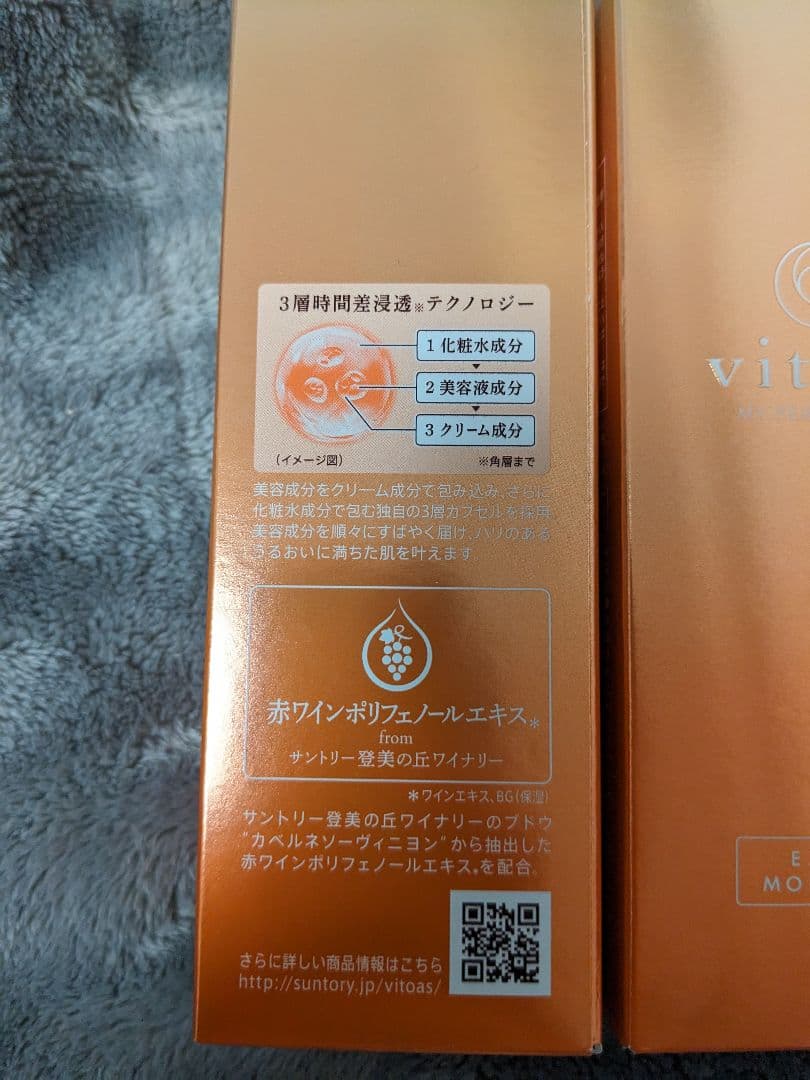 3層時間差浸透※テクノロジー
1 化粧水成分
2 美容液成分
3 クリーム成分
(イメージ図)
※角層まで
美容成分をクリーム成分で包み込み、さらに
化粧水成分で包む独自の3層カプセルを採用。
美容成分を順々にすばやく届け、ハリのある
うるおいに満ちた肌を叶えます
赤ワインポリフェノールエキス*
from
サントリー登美の丘ワイナリー
*ワインエキス、BG(保湿)
サントリー登美の丘ワイナリーのブドウ
"カベルネソーヴィニヨン"から抽出した
赤ワインポリフェノールエキス*を配合。
さらに詳しい商品情報はこちら
http://suntory.jp/vitoas/
vit
E
MO